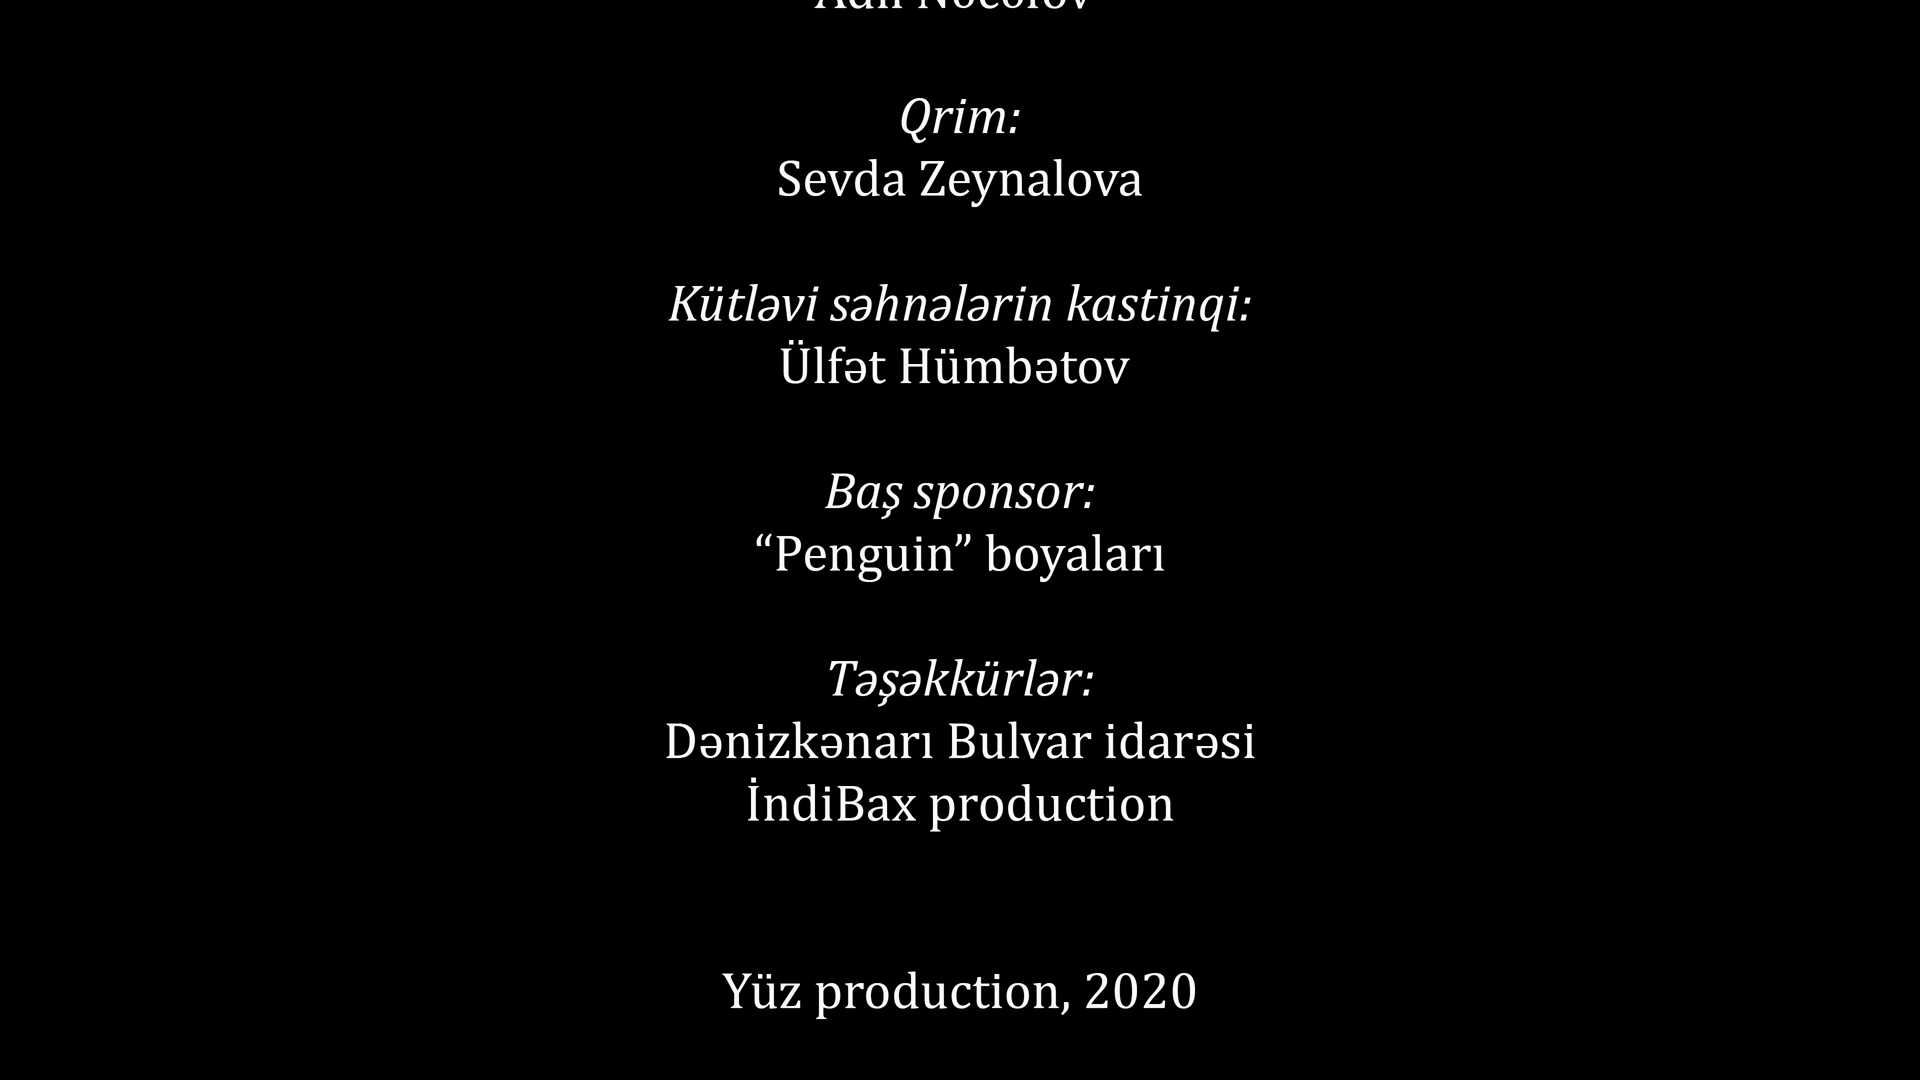 Qrim:
Sevda Zeynalova
Kütləvi səhnələrin kastinqi:
Ülfət Hümbətov
Baş sponsor:
“Penguin” boyaları
Təşəkkürlər:
Dənizkənarı Bulvar idarəsi
İndiBax production
Yüz production, 2020